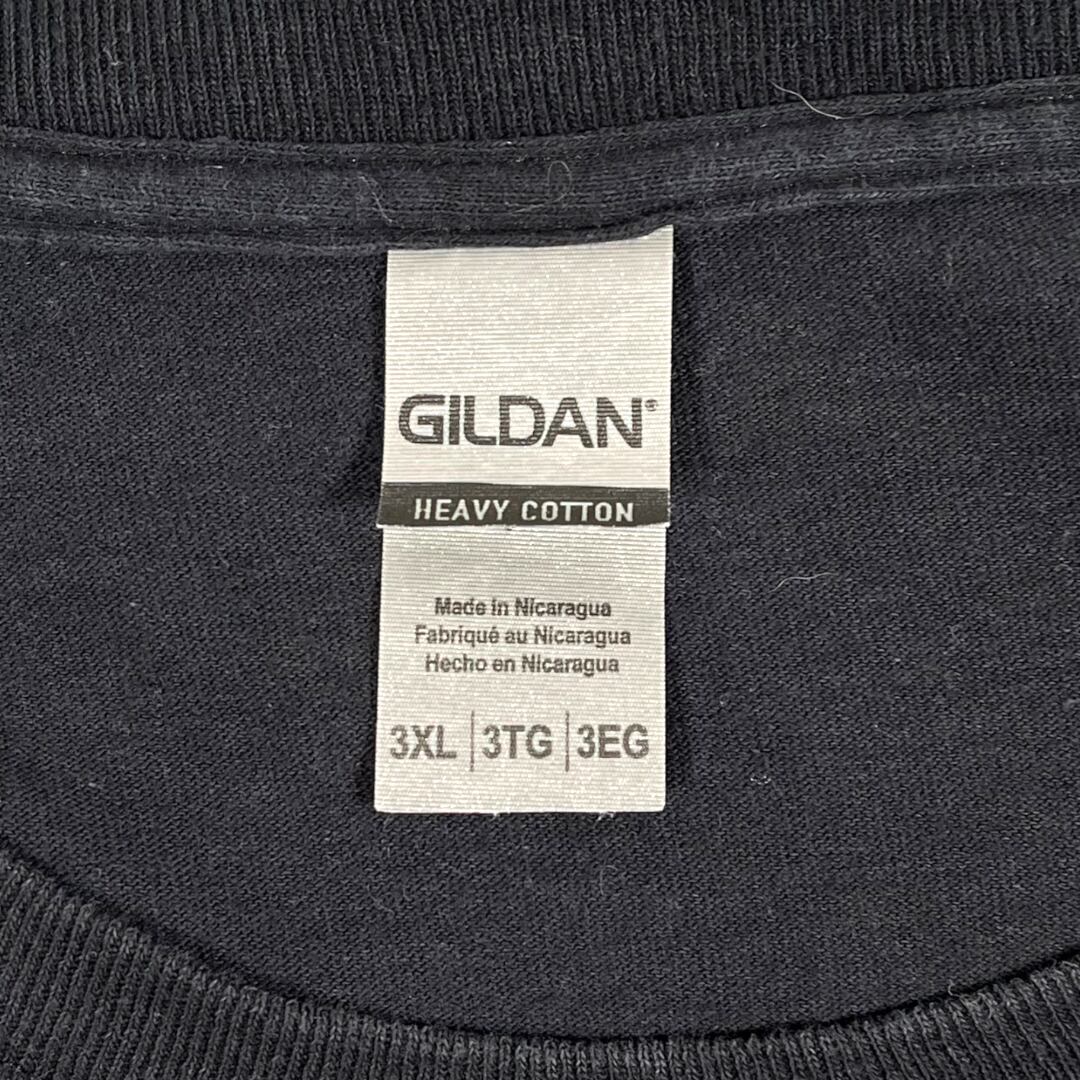 GILDAN®
HEAVY COTTON
Made in Nicaragua
Fabriqué au Nicaragua
Hecho en Nicaragua
3XL | 3TG | 3EG